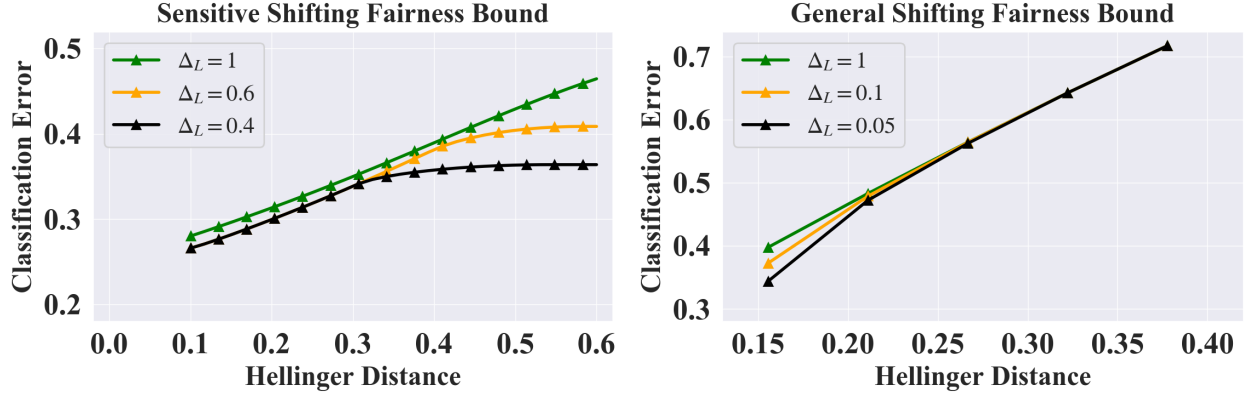 Sensitive Shifting Fairness Bound
Classification Error
0.5
0.4
0.3
0.2
Δ_L = 1
Δ_L = 0.6
Δ_L = 0.4
0.0 0.1 0.2 0.3 0.4 0.5 0.6
Hellinger Distance
General Shifting Fairness Bound
Classification Error
0.7
0.6
0.5
0.4
0.3
Δ_L = 1
Δ_L = 0.1
Δ_L = 0.05
0.15 0.20 0.25 0.30 0.35 0.40
Hellinger Distance